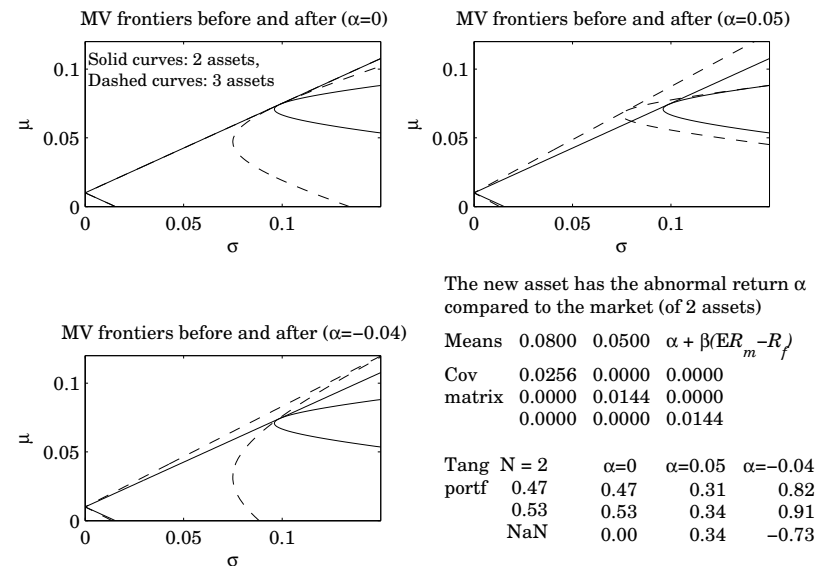 MV frontiers before and after (α=0)
Solid curves: 2 assets,
Dashed curves: 3 assets
0.1
0.05
0
μ
0 0.05 0.1
σ
MV frontiers before and after (α=0.05)
0.1
0.05
0
μ
0 0.05 0.1
σ
MV frontiers before and after (α=−0.04)
0.1
0.05
0
μ
0 0.05 0.1
σ
The new asset has the abnormal return α
compared to the market (of 2 assets)
Means 0.0800 0.0500 α + β(ERm−Rf)
Cov 0.0256 0.0000 0.0000
matrix 0.0000 0.0144 0.0000
0.0000 0.0000 0.0144
Tang N = 2 α=0 α=0.05 α=−0.04
portf 0.47 0.47 0.31 0.82
0.53 0.53 0.34 0.91
NaN 0.00 0.34 −0.73